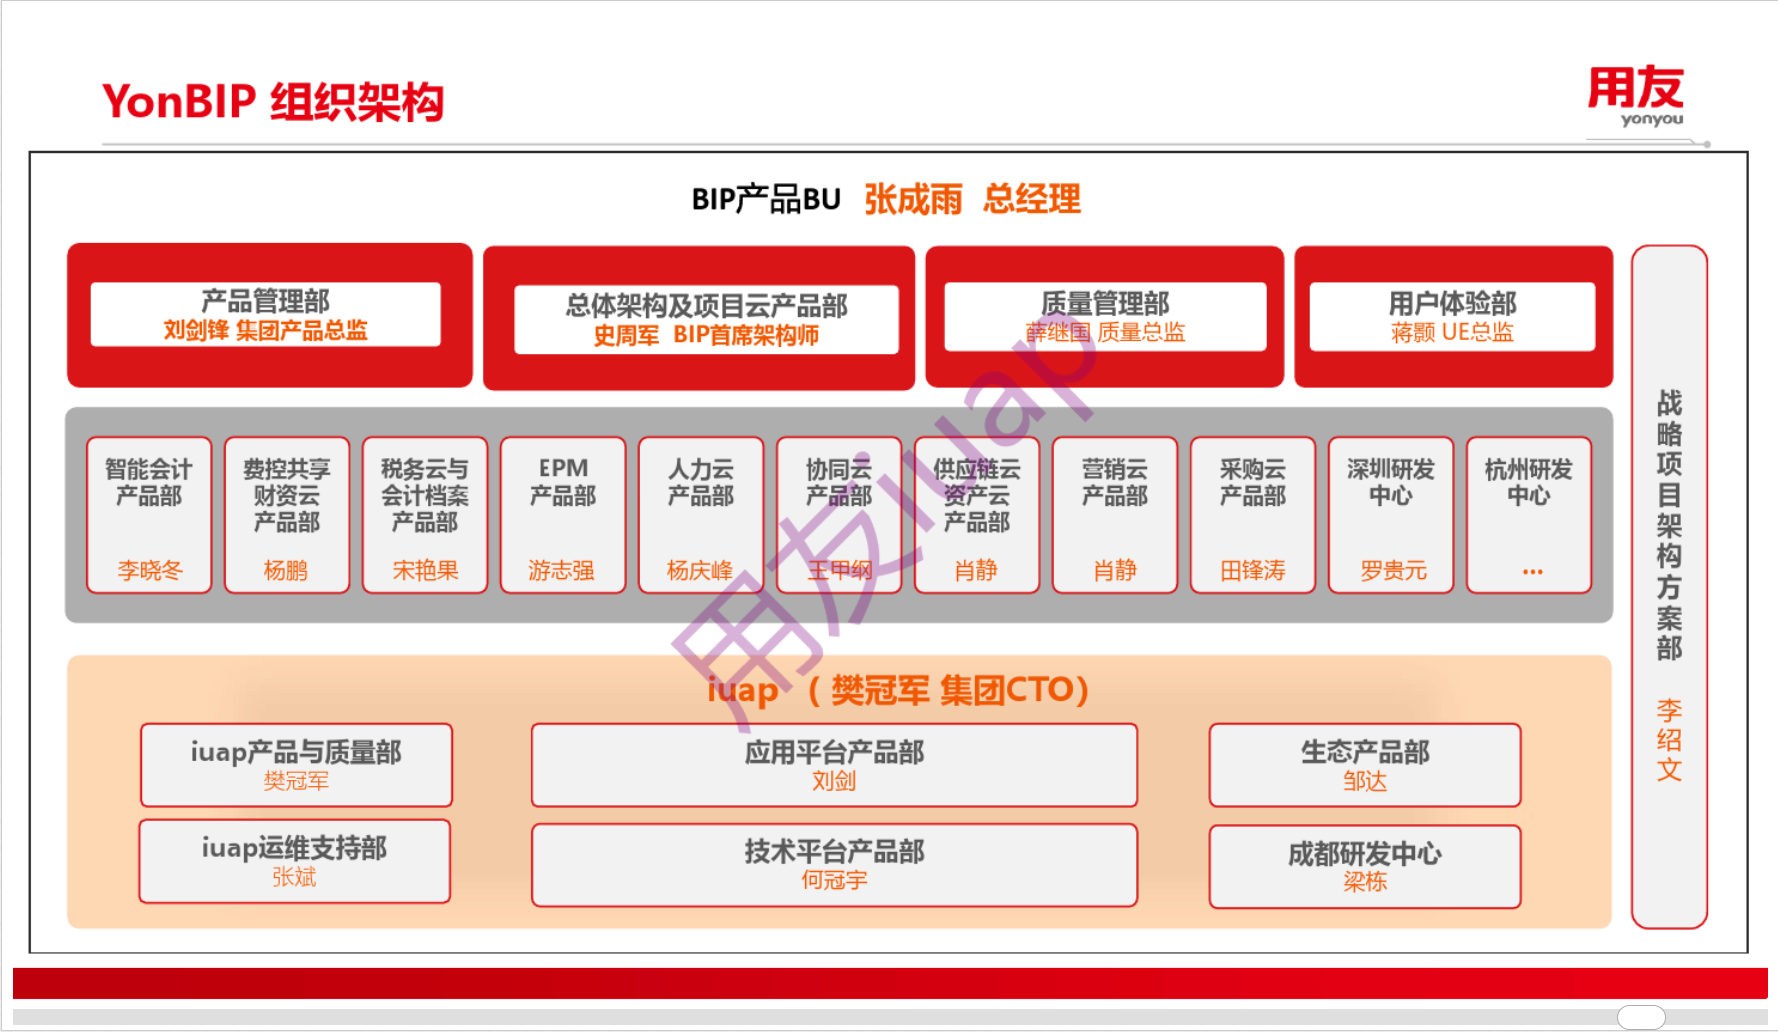 YonBIP 组织架构
用友
yonyou
BIP产品BU 张成雨 总经理
产品管理部
刘剑锋 集团产品总监
总体架构及项目云产品部
史周军 BIP首席架构师
质量管理部
薛继国 质量总监
用户体验部
蒋颢 UE总监
智能会计
产品部
李晓冬
费控共享
财资云
产品部
杨鹏
税务云与
会计档案
产品部
宋艳果
EPM
产品部
游志强
人力云
产品部
杨庆峰
协同云
产品部
王甲纲
供应链云
资产云
产品部
肖静
营销云
产品部
肖静
采购云
产品部
田锋涛
深圳研发
中心
罗贵元
杭州研发
中心
...
iuap （ 樊冠军 集团CTO）
iuap产品与质量部
樊冠军
应用平台产品部
刘剑
生态产品部
邹达
iuap运维支持部
张斌
技术平台产品部
何冠宇
成都研发中心
梁栋
战略项目架构方案部 李绍文
用友iuap